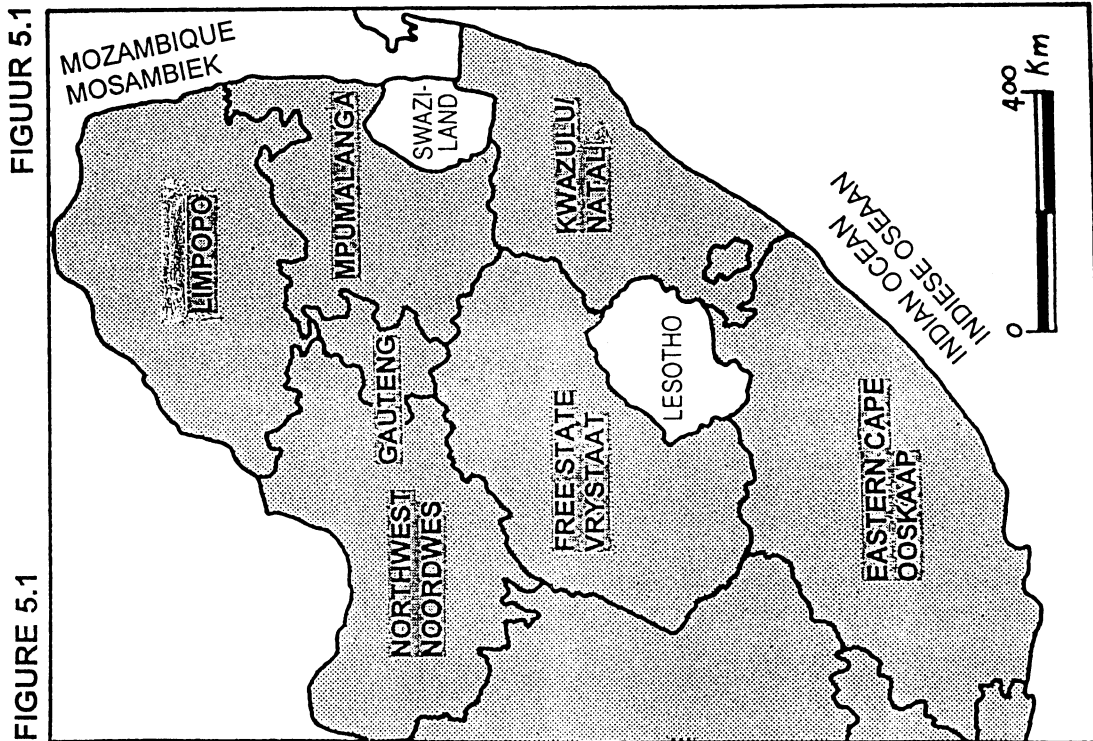 FIGURE 5.1
FIGUUR 5.1
MOZAMBIQUE
MOSAMBIEK
LIMPOPO
MPUMALANGA
SWAZI-
LAND
GAUTENG
NORTHWEST
NOORDWES
FREE STATE
VRYSTAAT
KWAZULU/
NATAL
LESOTHO
EASTERN CAPE
OOSKAAP
INDIAN OCEAN
INDIESE OSEAAN
0
400
Km